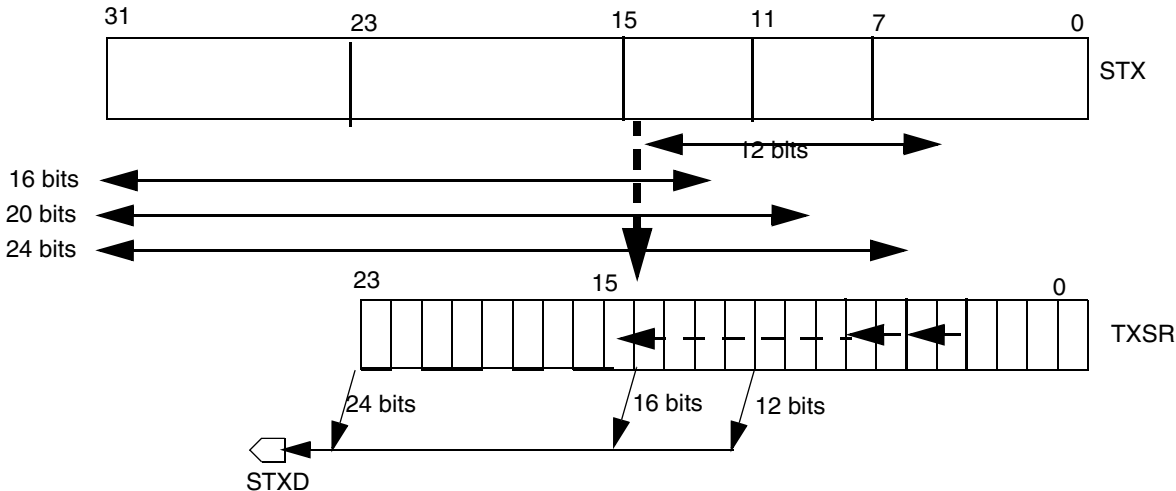 31 23 15 11 7 0
STX
12 bits
16 bits
20 bits
24 bits
23 15 0
TXSR
24 bits 16 bits 12 bits
STXD